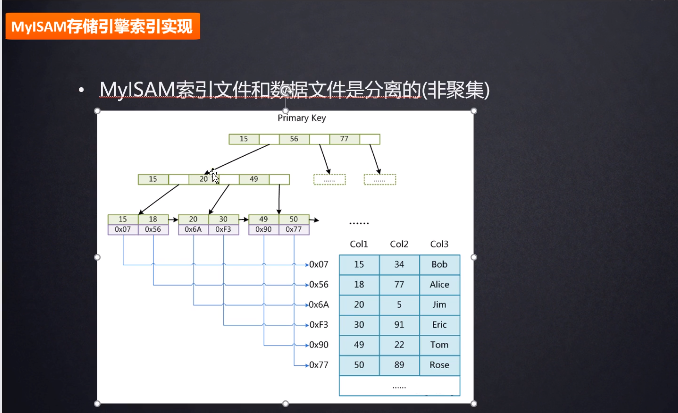 MyISAM存储引擎索引实现
• MyISAM索引文件和数据文件是分离的(非聚集)
Primary Key
15 56 77
15 20 49 ...... ......
15 18 20 30 49 50 ......
0x07 0x56 0x6A 0xF3 0x90 0x77
Col1 Col2 Col3
0x07 15 34 Bob
0x56 18 77 Alice
0x6A 20 5 Jim
0xF3 30 91 Eric
0x90 49 22 Tom
0x77 50 89 Rose
......